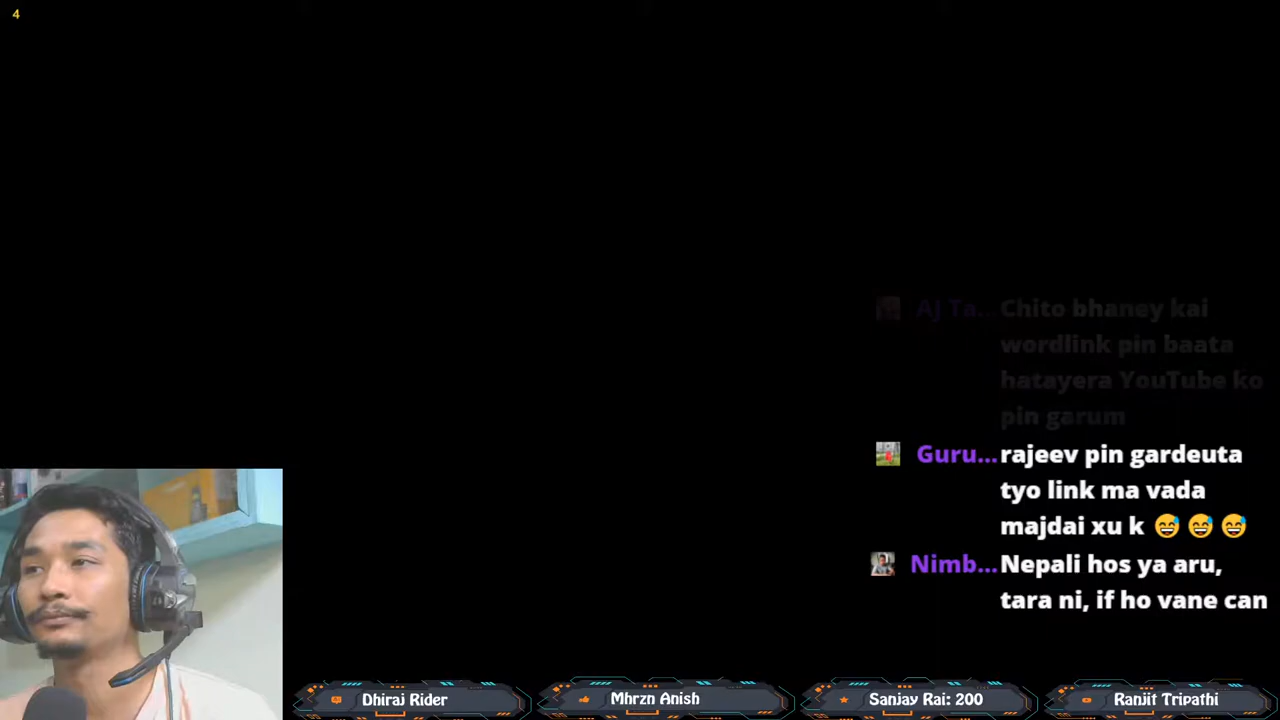 4
AJ Ta... Chito bhaney kai
wordlink pin baata
hatayera YouTube ko
pin garum
Guru... rajeev pin gardeuta
tyo link ma vada
majdai xu k 😅 😅 😅
Nimb... Nepali hos ya aru,
tara ni, if ho vane can
Dhiraj Rider
Mhrzn Anish
Sanjay Rai: 200
Ranjit Tripathi